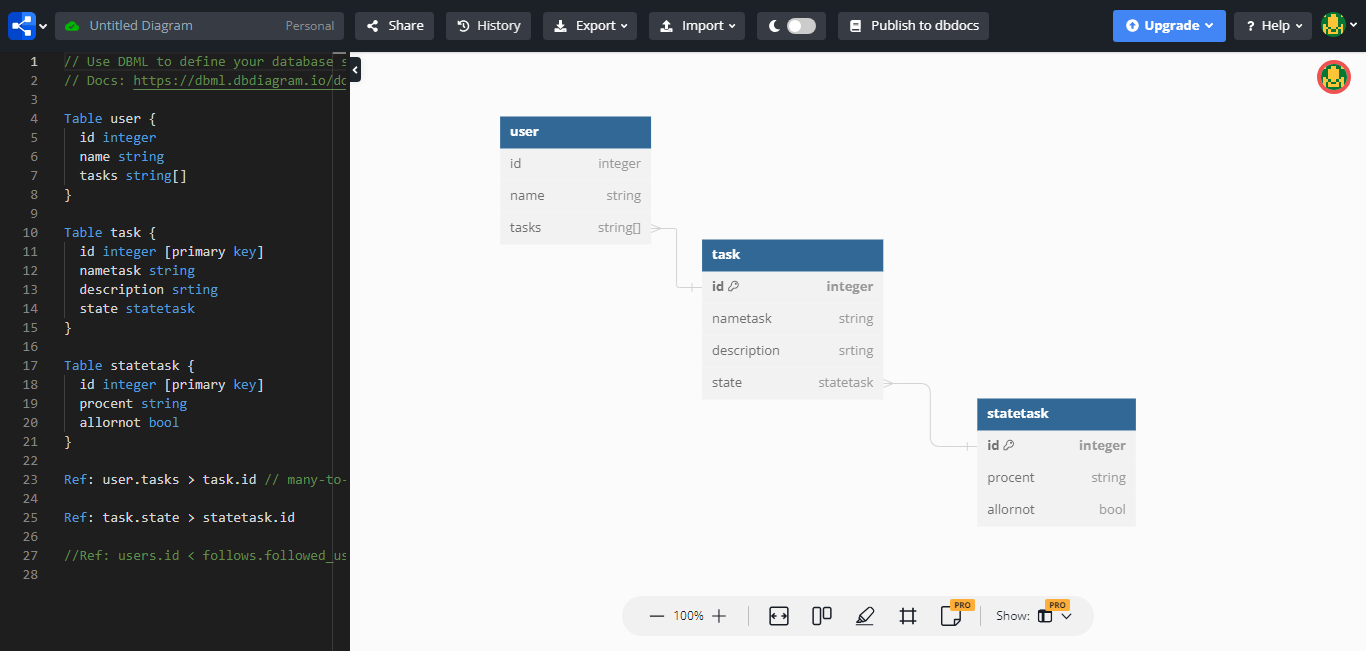 Untitled Diagram Personal Share History Export Import Publish to dbdocs Upgrade ? Help
1 // Use DBML to define your database s
2 // Docs: https://dbml.dbdiagram.io/do
3
4 Table user {
5 id integer
6 name string
7 tasks string[]
8 }
9
10 Table task {
11 id integer [primary key]
12 nametask string
13 description srting
14 state statetask
15 }
16
17 Table statetask {
18 id integer [primary key]
19 procent string
20 allornot bool
21 }
22
23 Ref: user.tasks > task.id // many-to-
24
25 Ref: task.state > statetask.id
26
27 //Ref: users.id < follows.followed_us
28
user
id integer
name string
tasks string[]
task
id integer
nametask string
description srting
state statetask
statetask
id integer
procent string
allornot bool
100% PRO Show: PRO